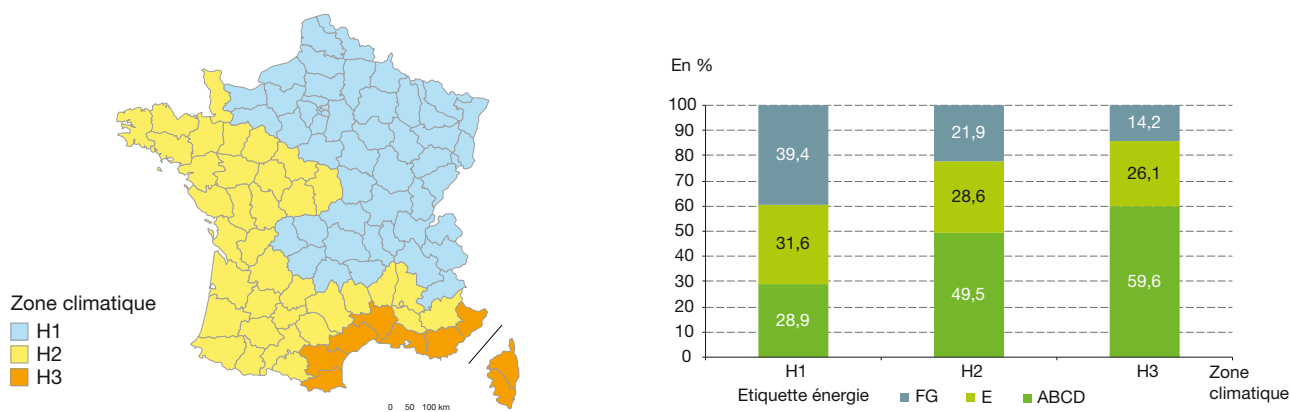 Zone climatique
H1
H2
H3
0 50 100 km
En %
100
90
80
70
60
50
40
30
20
10
0
39,4
31,6
28,9
21,9
28,6
49,5
14,2
26,1
59,6
H1 H2 H3 Zone
climatique
Etiquette énergie FG E ABCD